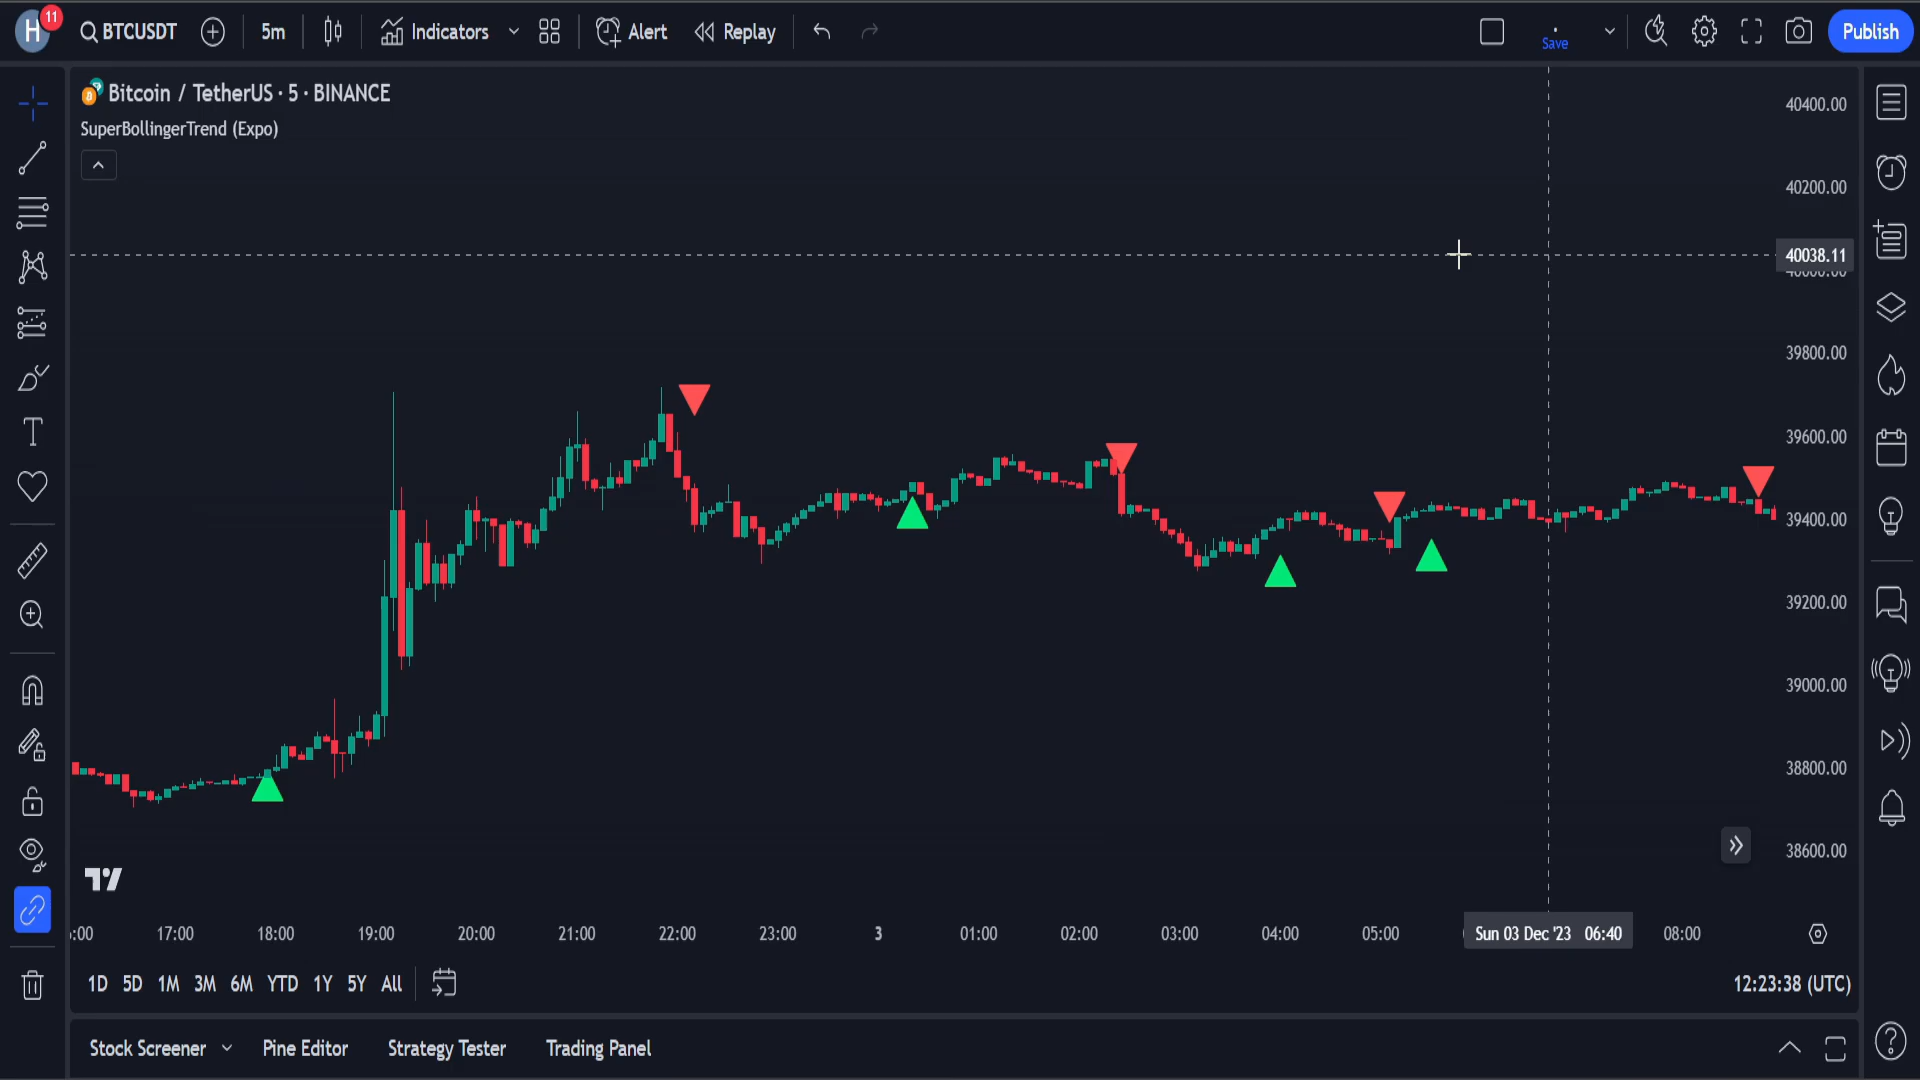 H 11 BTCUSDT 5m Indicators Alert Replay Save Publish
Bitcoin / TetherUS · 5 · BINANCE
SuperBollingerTrend (Expo)
40400.00
40200.00
40038.11
39800.00
39600.00
39400.00
39200.00
39000.00
38800.00
38600.00
:00 17:00 18:00 19:00 20:00 21:00 22:00 23:00 3 01:00 02:00 03:00 04:00 05:00 Sun 03 Dec '23 06:40 08:00
1D 5D 1M 3M 6M YTD 1Y 5Y All 12:23:38 (UTC)
Stock Screener Pine Editor Strategy Tester Trading Panel